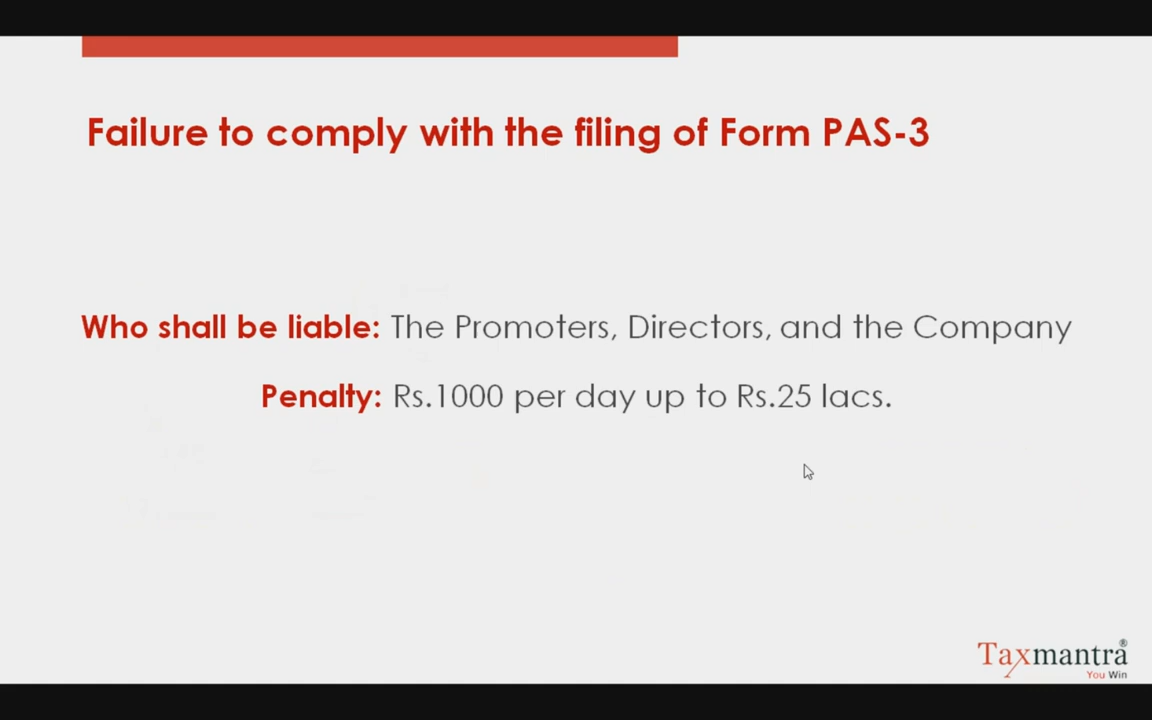 Failure to comply with the filing of Form PAS-3
Who shall be liable: The Promoters, Directors, and the Company
Penalty: Rs.1000 per day up to Rs.25 lacs.
Taxmantra®
You Win